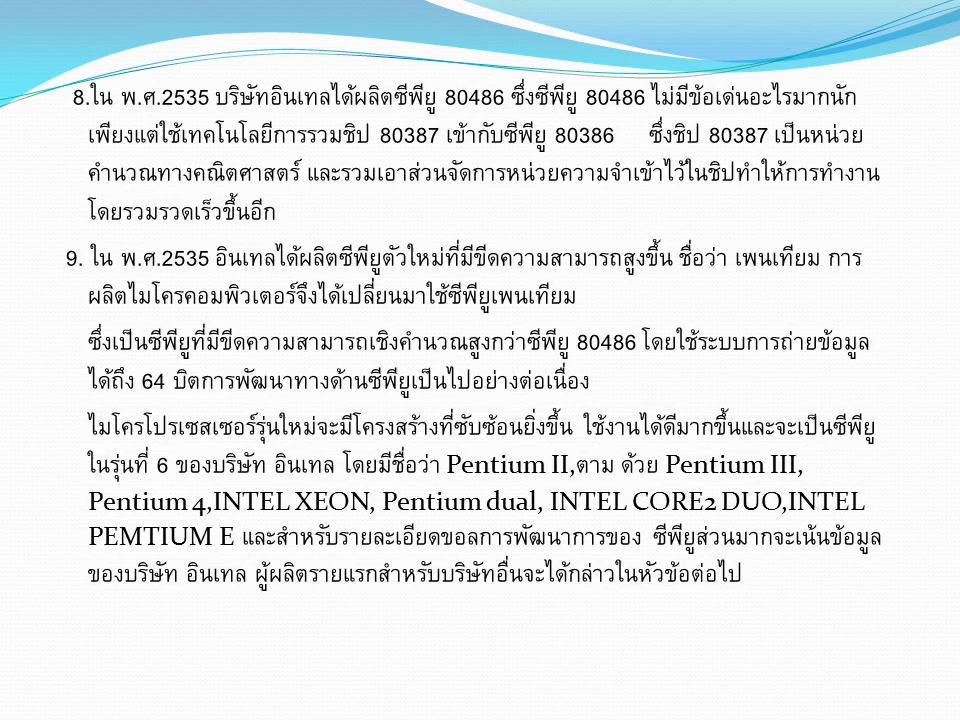 8.ใน พ.ศ.2535 บริษัทอินเทลได้ผลิตซีพียู 80486 ซึ่งซีพียู 80486 ไม่มีข้อเด่นอะไรมากนัก
เพียงแต่ใช้เทคโนโลยีการรวมชิป 80387 เข้ากับซีพียู 80386 ซึ่งชิป 80387 เป็นหน่วย
คำนวณทางคณิตศาสตร์ และรวมเอาส่วนจัดการหน่วยความจำเข้าไว้ในชิปทำให้การทำงาน
โดยรวมรวดเร็วขึ้นอีก
9. ใน พ.ศ.2535 อินเทลได้ผลิตซีพียูตัวใหม่ที่มีขีดความสามารถสูงขึ้น ชื่อว่า เพนเทียม การ
ผลิตไมโครคอมพิวเตอร์จึงได้เปลี่ยนมาใช้ซีพียูเพนเทียม
ซึ่งเป็นซีพียูที่มีขีดความสามารถเชิงคำนวณสูงกว่าซีพียู 80486 โดยใช้ระบบการถ่ายข้อมูล
ได้ถึง 64 บิตการพัฒนาทางด้านซีพียูเป็นไปอย่างต่อเนื่อง
ไมโครโปรเซสเซอร์รุ่นใหม่จะมีโครงสร้างที่ซับซ้อนยิ่งขึ้น ใช้งานได้ดีมากขึ้นและจะเป็นซีพียู
ในรุ่นที่ 6 ของบริษัท อินเทล โดยมีชื่อว่า Pentium II,ตาม ด้วย Pentium III,
Pentium 4,INTEL XEON, Pentium dual, INTEL CORE2 DUO,INTEL
PEMTIUM E และสำหรับรายละเอียดขอลการพัฒนาการของ ซีพียูส่วนมากจะเน้นข้อมูล
ของบริษัท อินเทล ผู้ผลิตรายแรกสำหรับบริษัทอื่นจะได้กล่าวในหัวข้อต่อไป